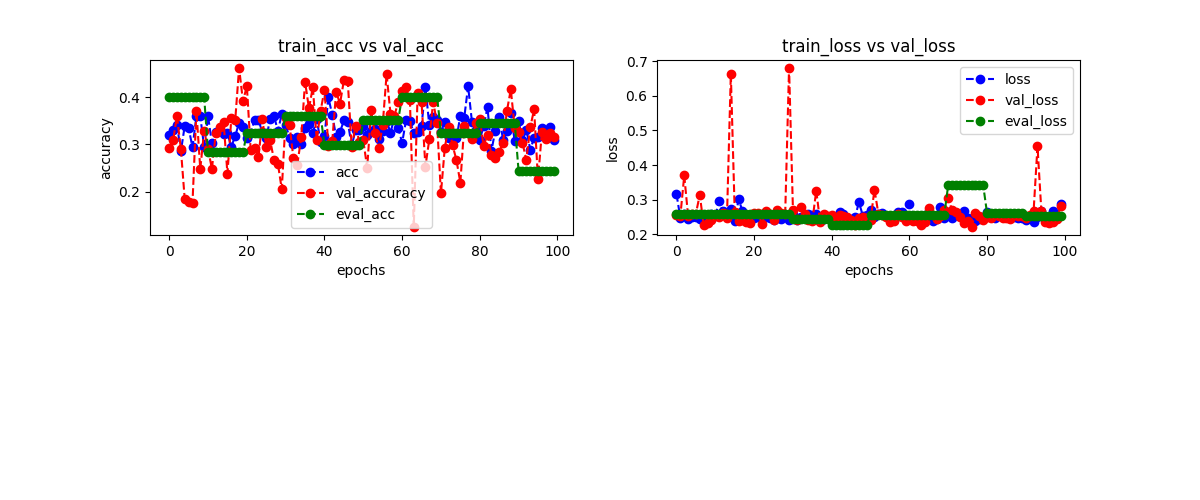 train_acc vs val_acc
accuracy
0.4
0.3
0.2
acc
val_accuracy
eval_acc
0 20 40 60 80 100
epochs
train_loss vs val_loss
loss
0.7
0.6
0.5
0.4
0.3
0.2
loss
val_loss
eval_loss
0 20 40 60 80 100
epochs